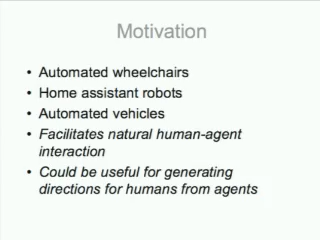 Motivation
• Automated wheelchairs
• Home assistant robots
• Automated vehicles
• Facilitates natural human-agent
interaction
• Could be useful for generating
directions for humans from agents